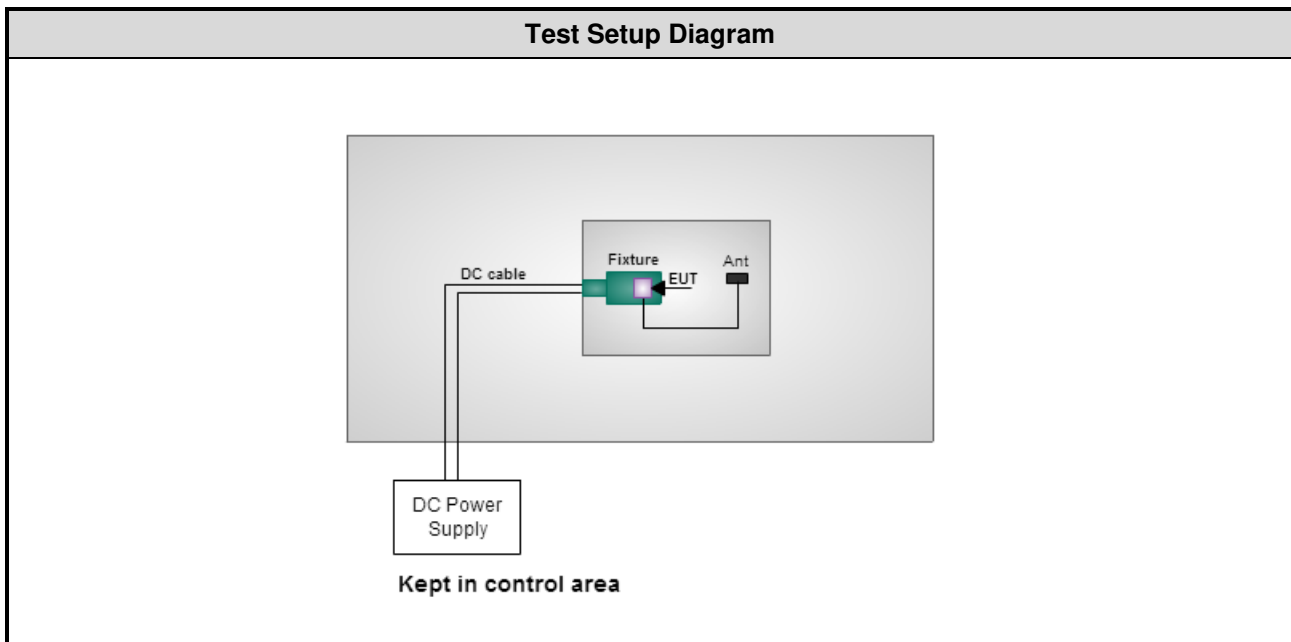 Test Setup Diagram
Fixture
Ant
DC cable
EUT
DC Power
Supply
Kept in control area